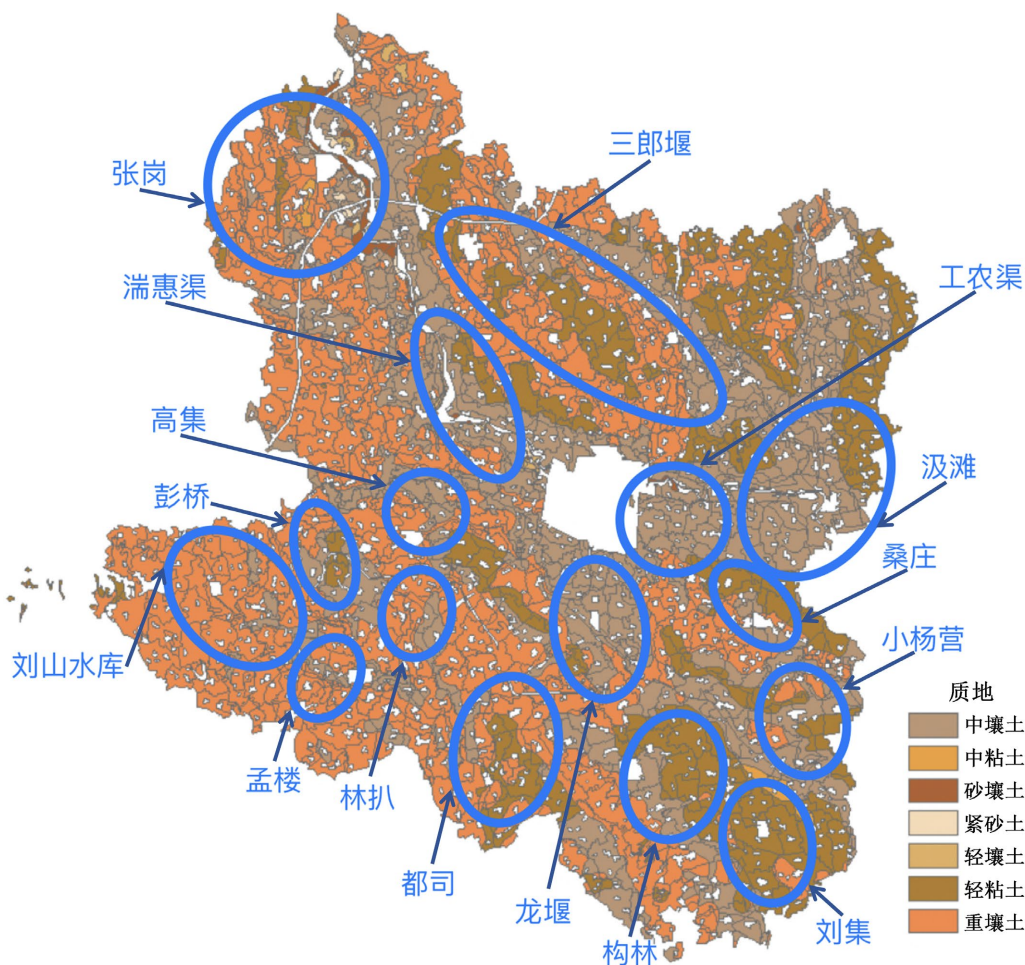 三郎堰
张岗
工农渠
湍惠渠
高集
汲滩
彭桥
桑庄
小杨营
刘山水库
质地
中壤土
中粘土
孟楼
林扒
砂壤土
紧砂土
轻壤土
都司
轻粘土
龙堰
刘集
重壤土
构林